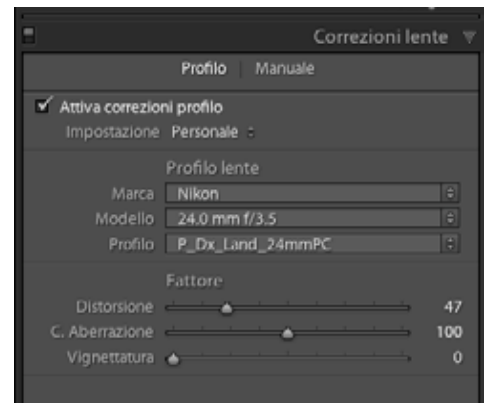 Correzioni lente
Profilo | Manuale
Attiva correzioni profilo
Impostazione Personale
Profilo lente
Marca Nikon
Modello 24.0 mm f/3.5
Profilo P_Dx_Land_24mmPC
Fattore
Distorsione 47
C. Aberrazione 100
Vignettatura 0